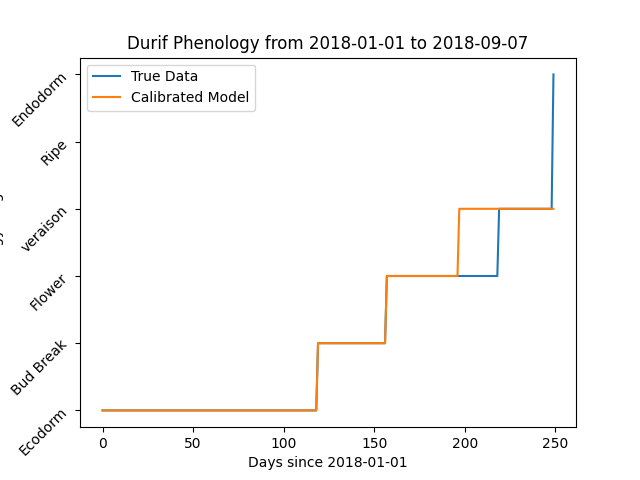 Durif Phenology from 2018-01-01 to 2018-09-07
True Data
Calibrated Model
Endodorm
Ripe
veraison
Flower
Bud Break
Ecodorm
0 50 100 150 200 250
Days since 2018-01-01